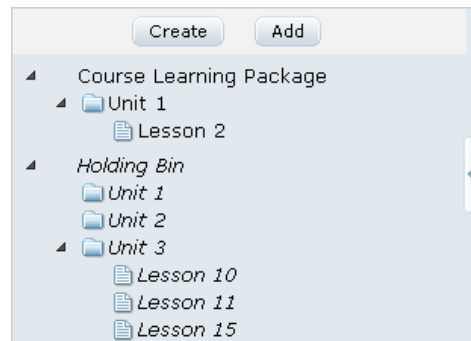 Create Add
Course Learning Package
Unit 1
Lesson 2
Holding Bin
Unit 1
Unit 2
Unit 3
Lesson 10
Lesson 11
Lesson 15